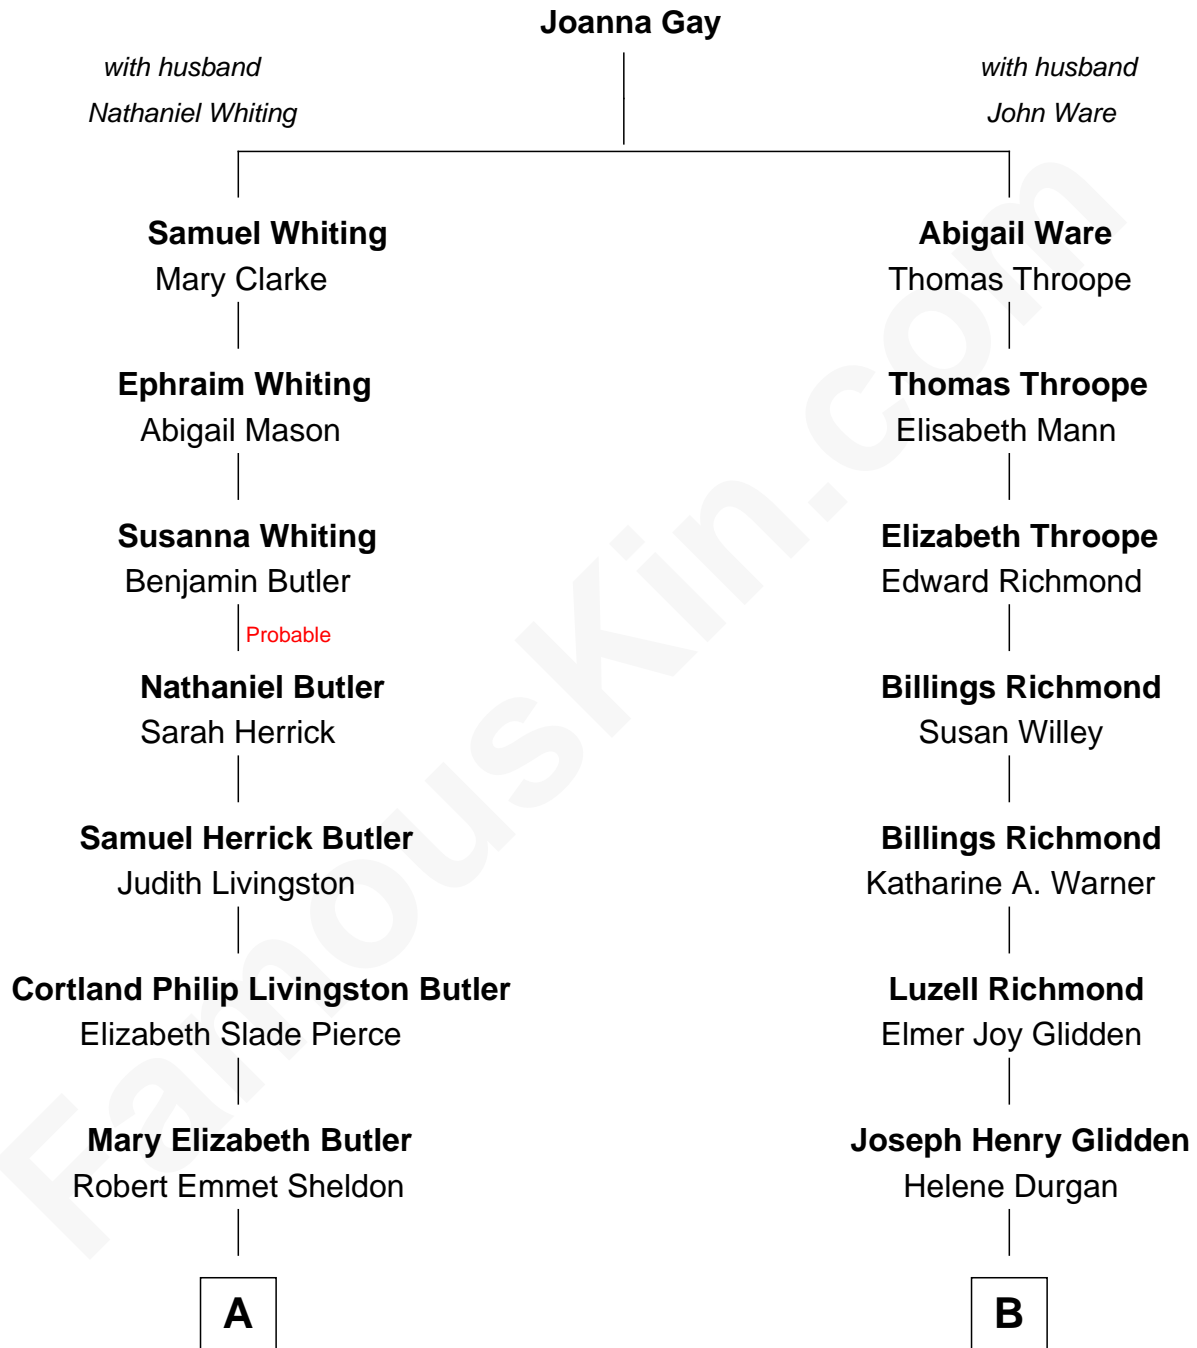 Joanna Gay
with husband
Nathaniel Whiting
with husband
John Ware
Samuel Whiting
Mary Clarke
Abigail Ware
Thomas Throope
Ephraim Whiting
Abigail Mason
Thomas Throope
Elisabeth Mann
Susanna Whiting
Benjamin Butler
Elizabeth Throope
Edward Richmond
Probable
Nathaniel Butler
Sarah Herrick
Billings Richmond
Susan Willey
Samuel Herrick Butler
Judith Livingston
Billings Richmond
Katharine A. Warner
Cortland Philip Livingston Butler
Elizabeth Slade Pierce
Luzell Richmond
Elmer Joy Glidden
Mary Elizabeth Butler
Robert Emmet Sheldon
Joseph Henry Glidden
Helene Durgan
A
B
FamousKin.com